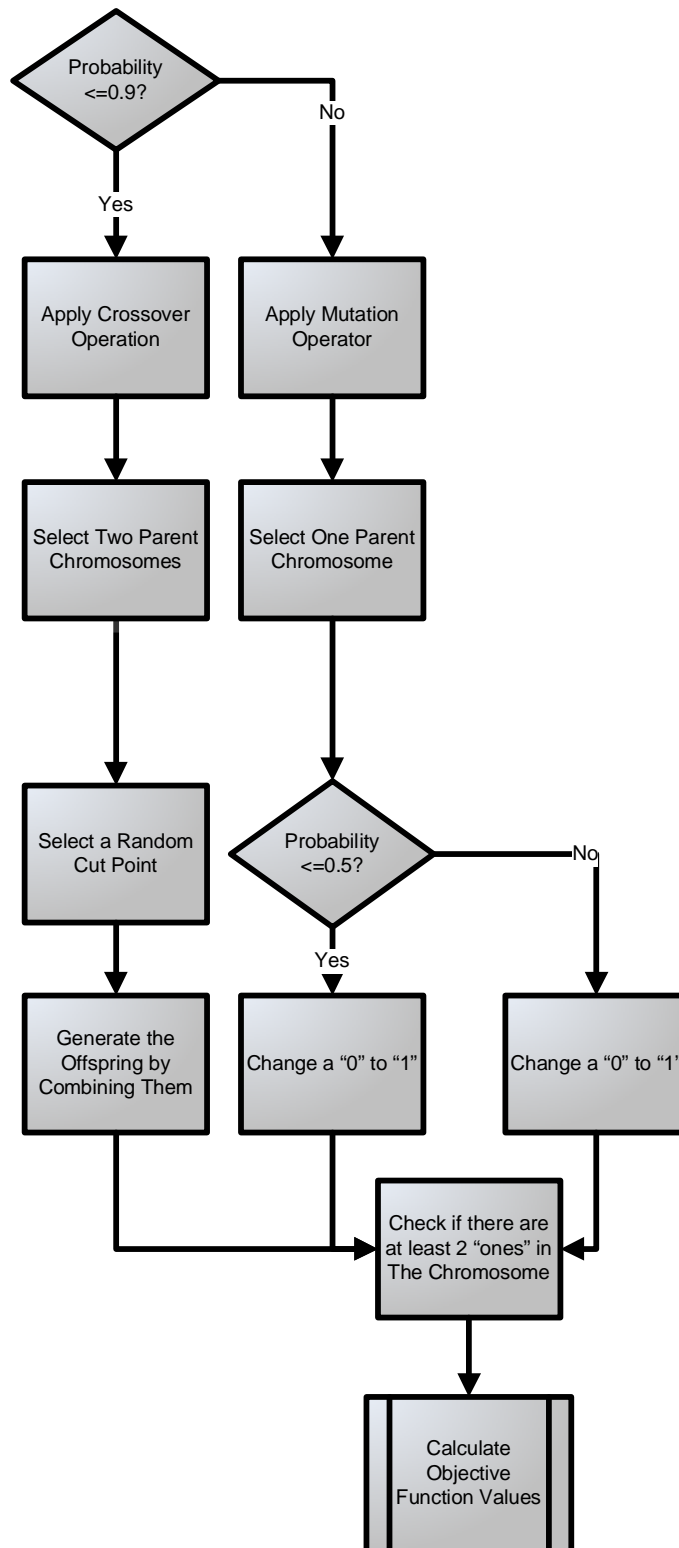 Probability
<=0.9?
No
Yes
Apply Crossover
Operation
Apply Mutation
Operator
Select Two Parent
Chromosomes
Select One Parent
Chromosome
Select a Random
Cut Point
Probability
<=0.5?
No
Yes
Generate the
Offspring by
Combining Them
Change a “0” to “1”
Change a “0” to “1”
Check if there are
at least 2 “ones” in
The Chromosome
Calculate
Objective
Function Values